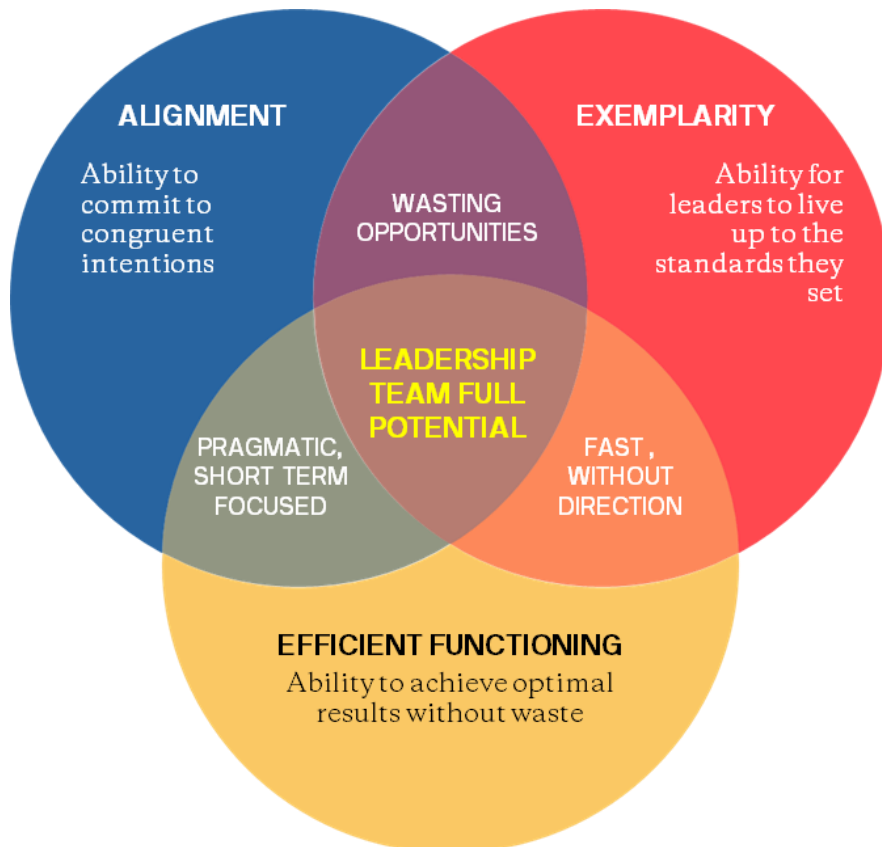 ALIGNMENT
Ability to
commit to
congruent
intentions
EXEMPLARITY
Ability for
leaders to live
up to the
standards they
set
WASTING
OPPORTUNITIES
LEADERSHIP
TEAM FULL
POTENTIAL
PRAGMATIC,
SHORT TERM
FOCUSED
FAST ,
WITHOUT
DIRECTION
EFFICIENT FUNCTIONING
Ability to achieve optimal
results without waste